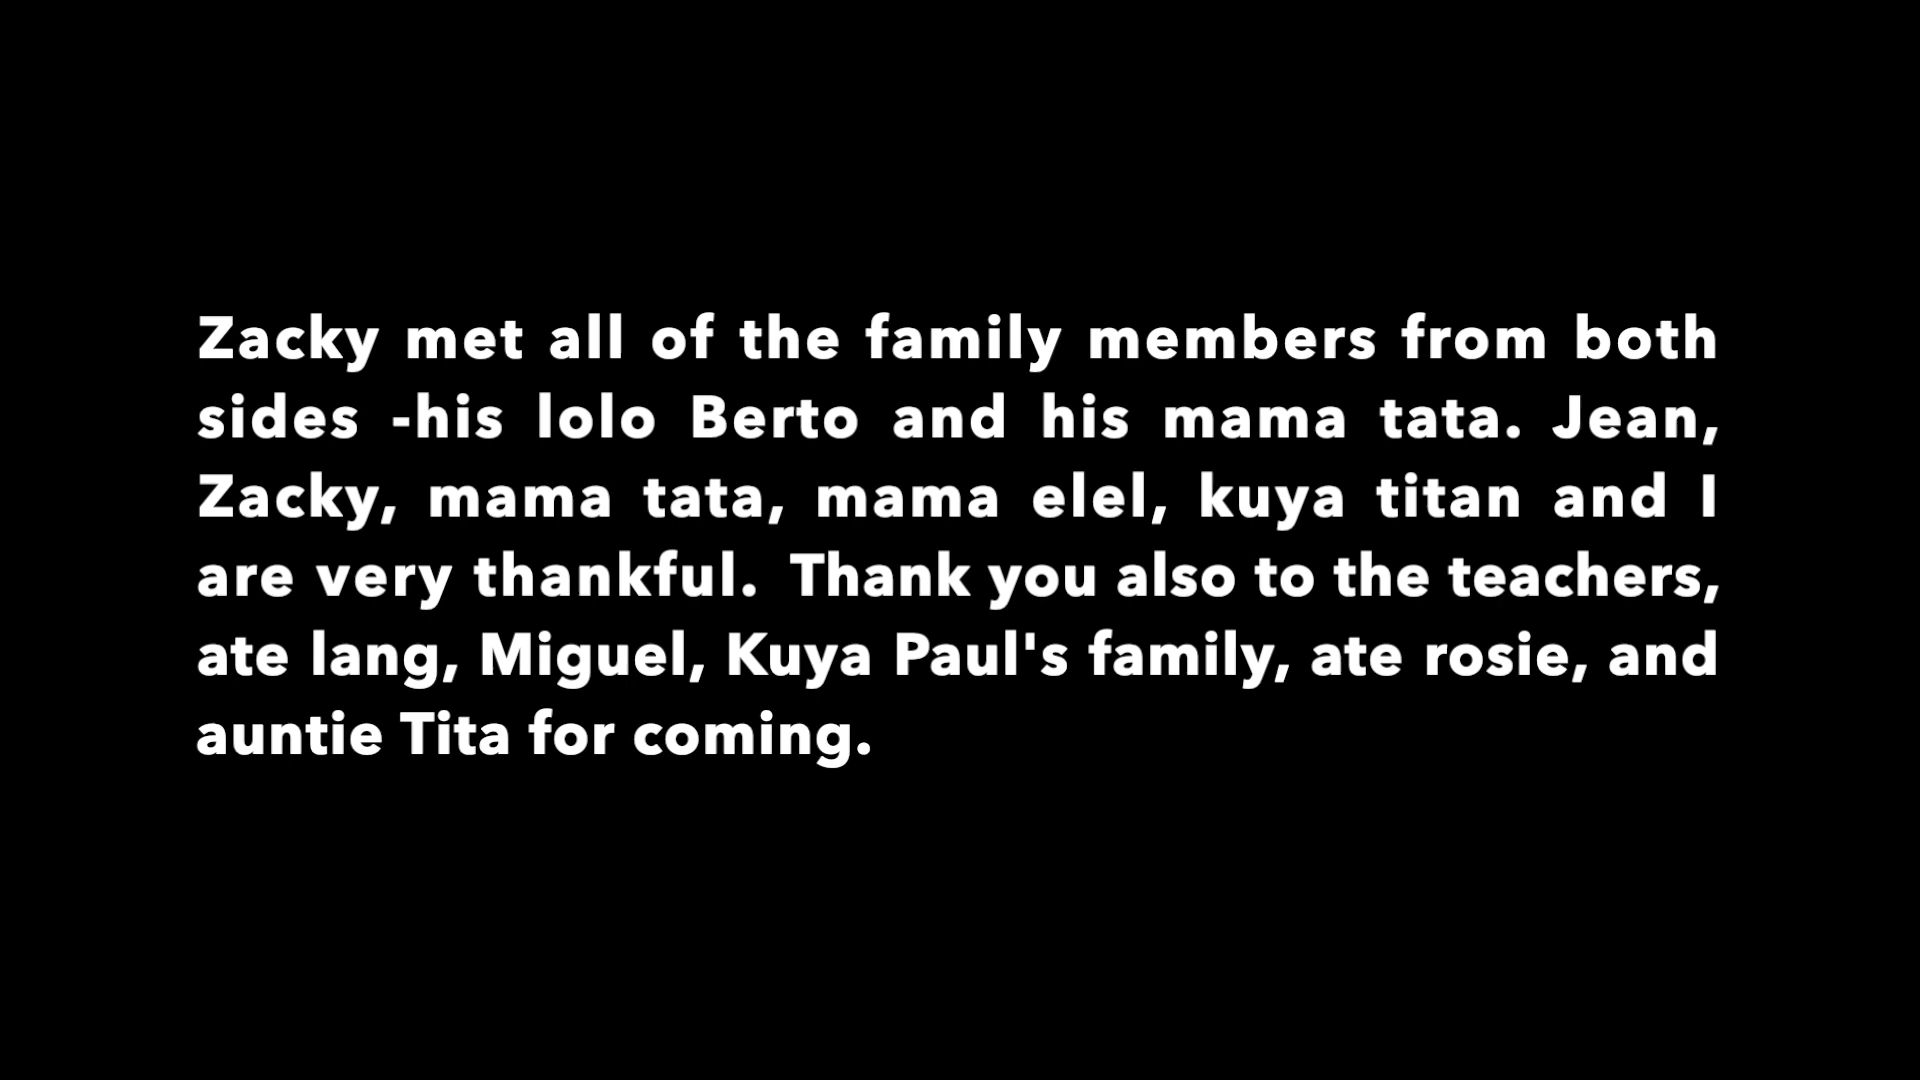 Zacky met all of the family members from both
sides -his lolo Berto and his mama tata. Jean,
Zacky, mama tata, mama elel, kuya titan and I
are very thankful.  Thank you also to the teachers,
ate lang, Miguel, Kuya Paul's family, ate rosie, and
auntie Tita for coming.